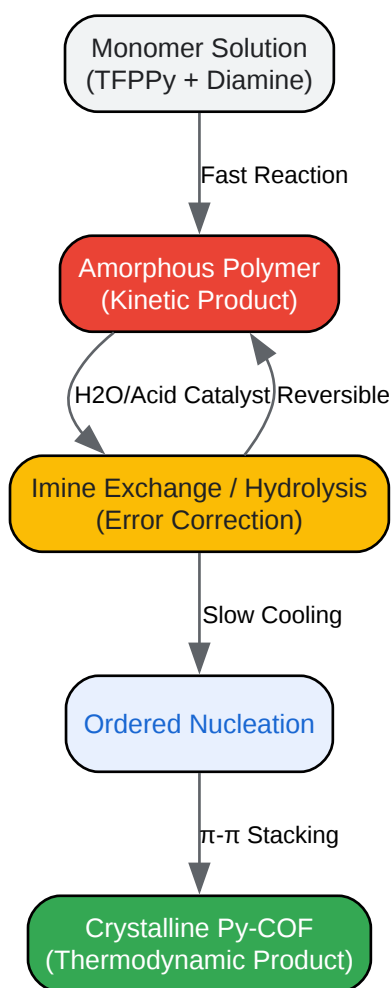 Monomer Solution
(TFPPy + Diamine)
Fast Reaction
Amorphous Polymer
(Kinetic Product)
H2O/Acid Catalyst
Reversible
Imine Exchange / Hydrolysis
(Error Correction)
Slow Cooling
Ordered Nucleation
π-π Stacking
Crystalline Py-COF
(Thermodynamic Product)